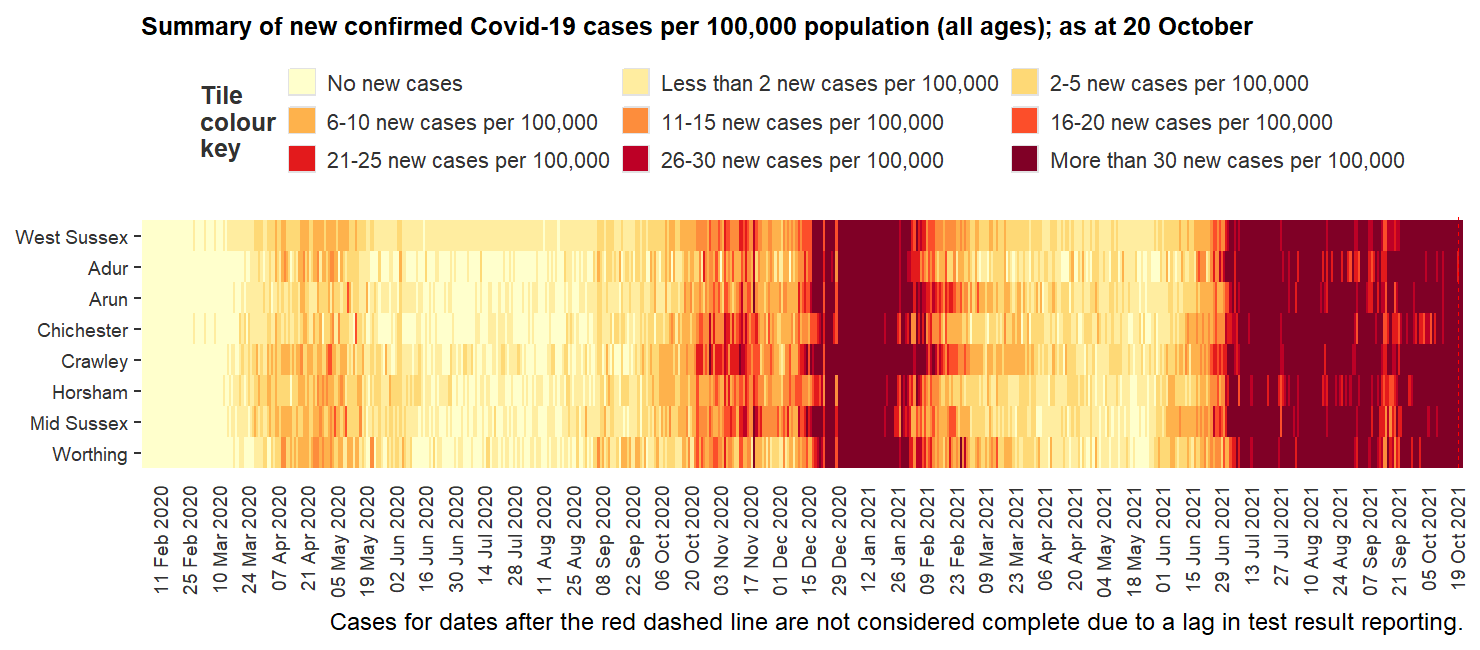 Summary of new confirmed Covid-19 cases per 100,000 population (all ages); as at 20 October
Tile
colour
key
No new cases
Less than 2 new cases per 100,000
2-5 new cases per 100,000
6-10 new cases per 100,000
11-15 new cases per 100,000
16-20 new cases per 100,000
21-25 new cases per 100,000
26-30 new cases per 100,000
More than 30 new cases per 100,000
West Sussex
Adur
Arun
Chichester
Crawley
Horsham
Mid Sussex
Worthing
11 Feb 2020
25 Feb 2020
10 Mar 2020
24 Mar 2020
07 Apr 2020
21 Apr 2020
05 May 2020
19 May 2020
02 Jun 2020
16 Jun 2020
30 Jun 2020
14 Jul 2020
28 Jul 2020
11 Aug 2020
25 Aug 2020
08 Sep 2020
22 Sep 2020
06 Oct 2020
20 Oct 2020
03 Nov 2020
17 Nov 2020
01 Dec 2020
15 Dec 2020
29 Dec 2020
12 Jan 2021
26 Jan 2021
09 Feb 2021
23 Feb 2021
09 Mar 2021
23 Mar 2021
06 Apr 2021
20 Apr 2021
04 May 2021
18 May 2021
01 Jun 2021
15 Jun 2021
29 Jun 2021
13 Jul 2021
27 Jul 2021
10 Aug 2021
24 Aug 2021
07 Sep 2021
21 Sep 2021
05 Oct 2021
19 Oct 2021
Cases for dates after the red dashed line are not considered complete due to a lag in test result reporting.